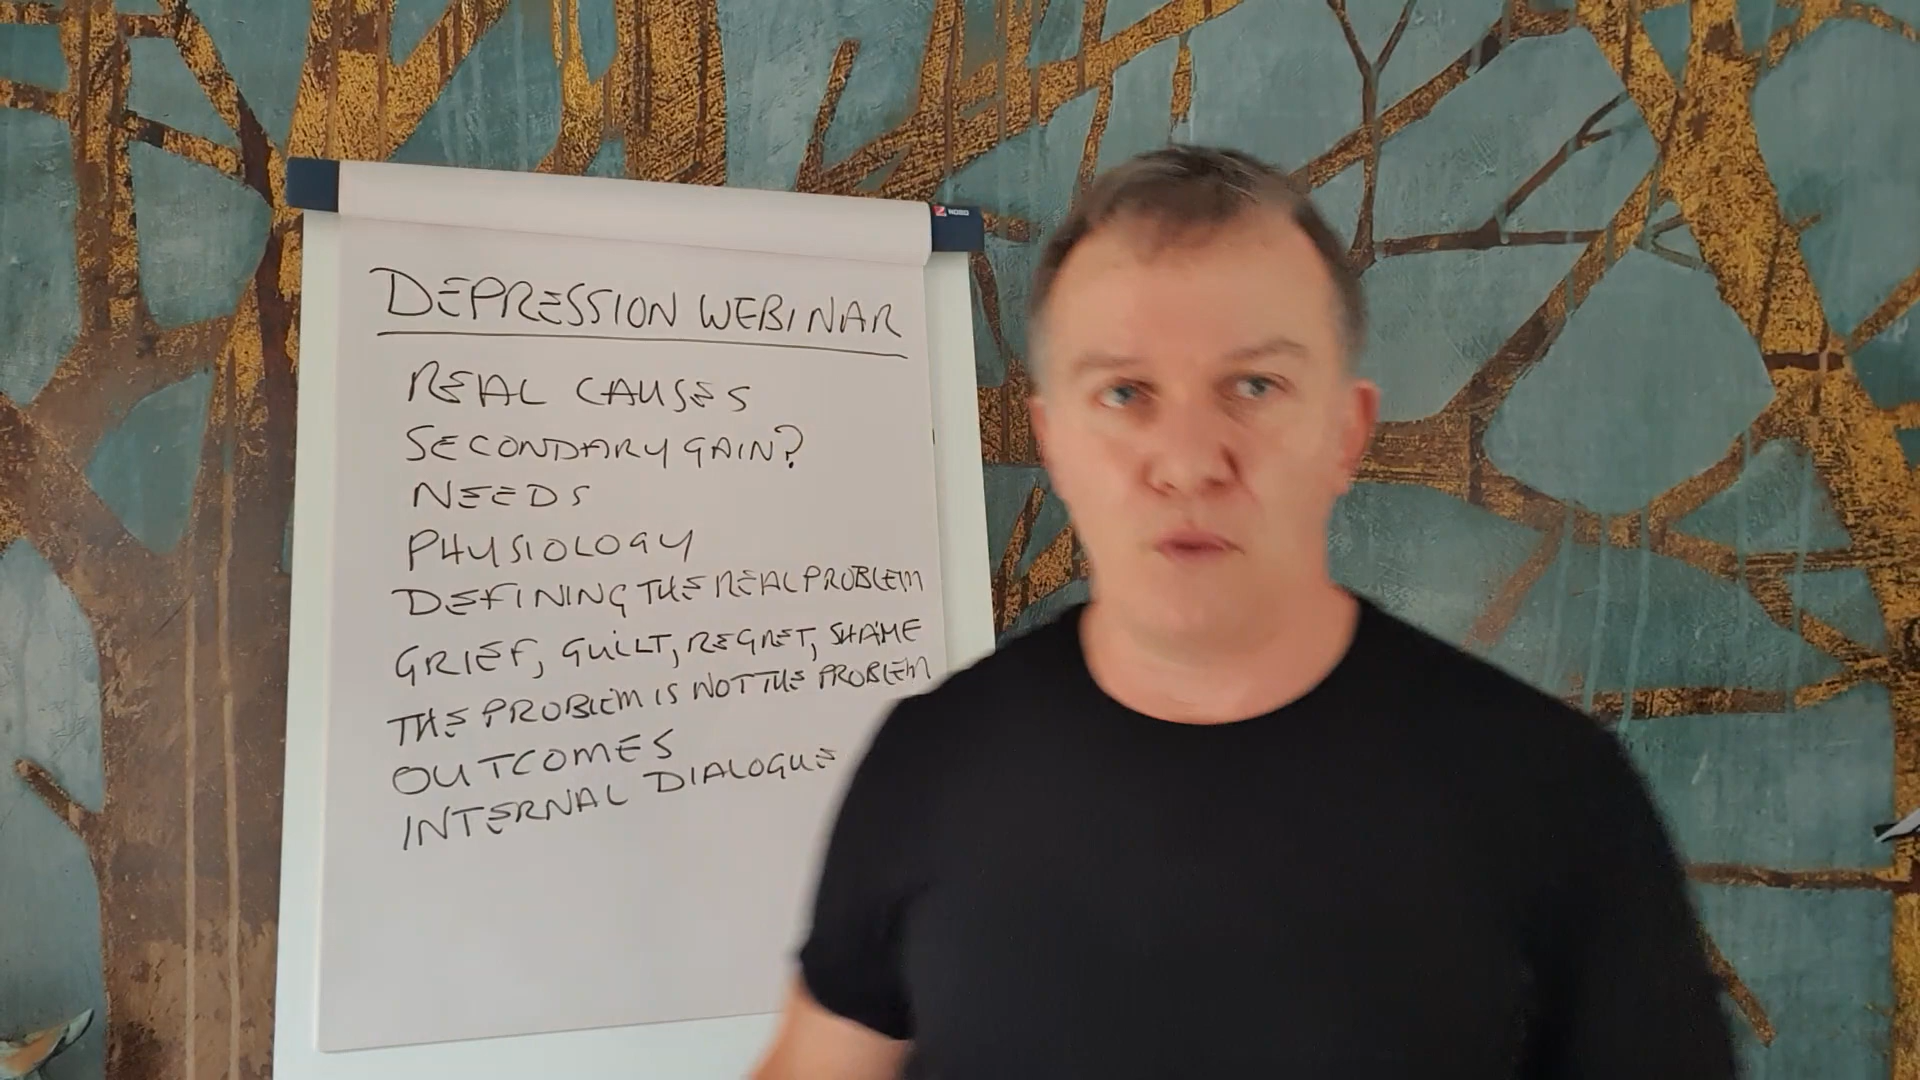 nobo
DEPRESSION WEBINAR
REAL CAUSES
SECONDARY GAIN?
NEEDS
PHYSIOLOGY
DEFINING THE REAL PROBLEM
GRIEF, GUILT, REGRET, SHAME
THE PROBLEM IS NOT THE PROBLEM
OUTCOMES
INTERNAL DIALOGUE